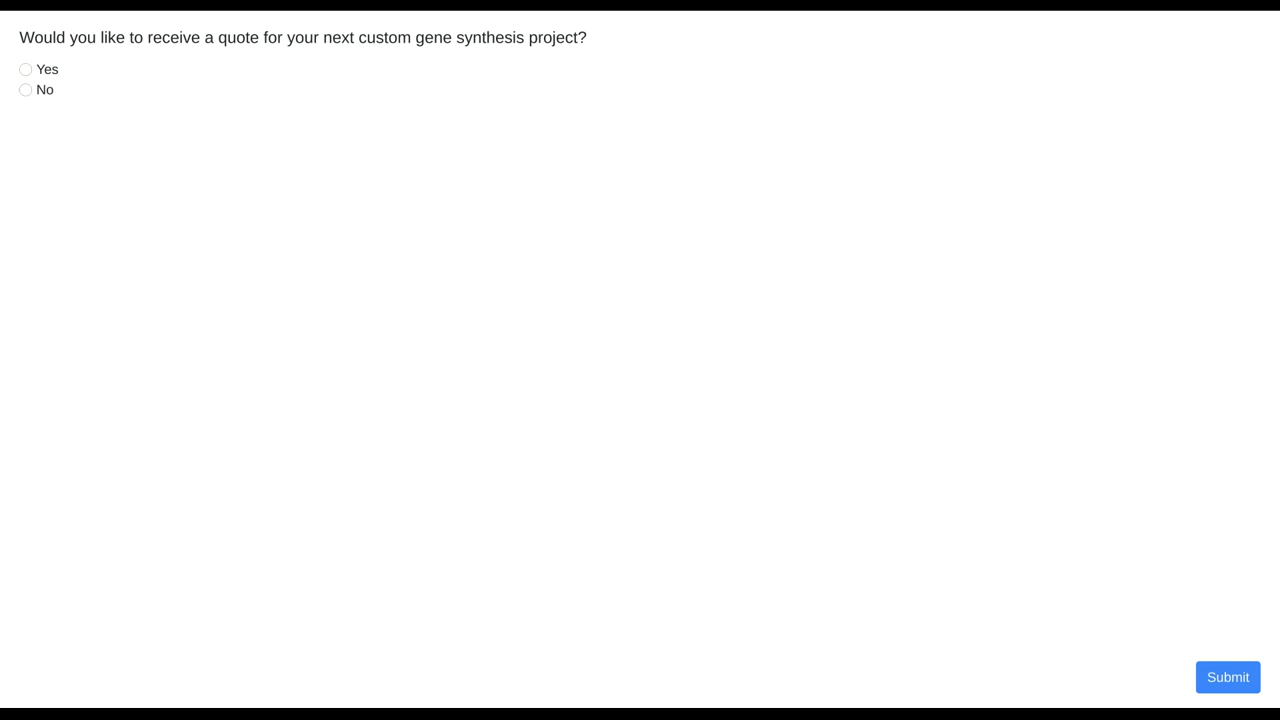 Would you like to receive a quote for your next custom gene synthesis project?
Yes
No
Submit